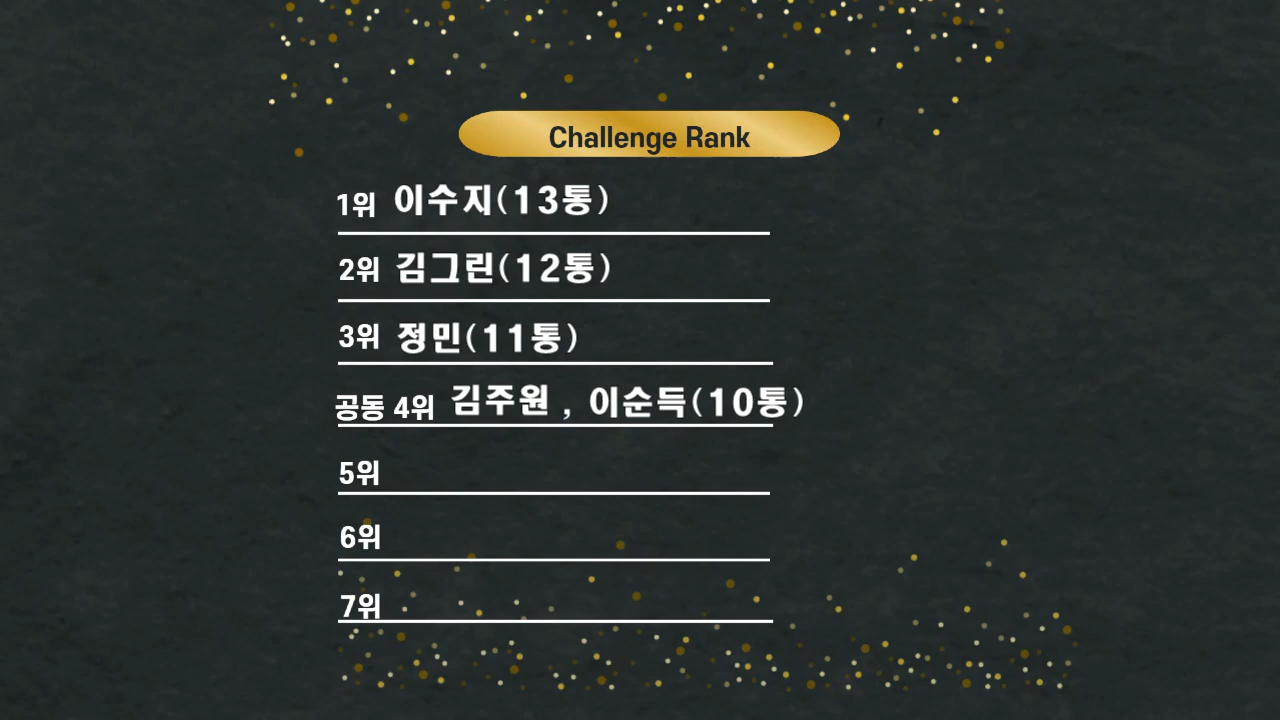 Challenge Rank
1위 이수지(13통)
2위 김그린(12통)
3위 정민(11통)
공동 4위 김주원 , 이순득(10통)
5위
6위
7위